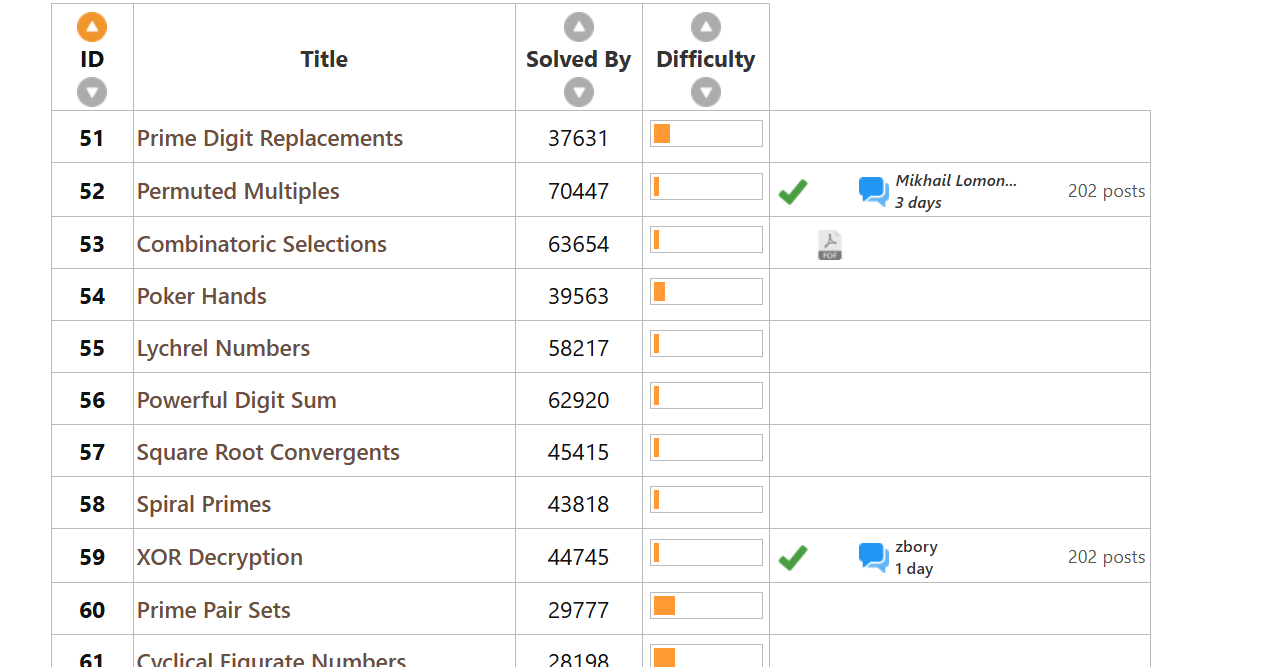 ID Title Solved By Difficulty
51 Prime Digit Replacements 37631
52 Permuted Multiples 70447 Mikhail Lomon... 3 days 202 posts
53 Combinatoric Selections 63654 PDF
54 Poker Hands 39563
55 Lychrel Numbers 58217
56 Powerful Digit Sum 62920
57 Square Root Convergents 45415
58 Spiral Primes 43818
59 XOR Decryption 44745 zbory 1 day 202 posts
60 Prime Pair Sets 29777
61 Cyclical Figurate Numbers 28198